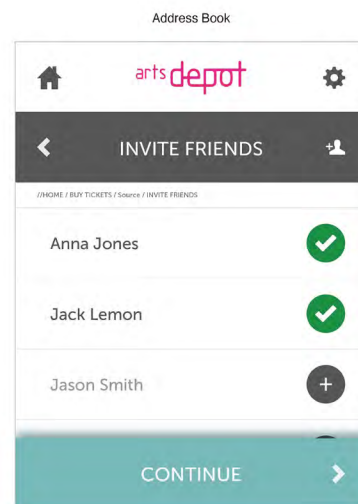 Address Book
arts depot
INVITE FRIENDS
//HOME / BUY TICKETS / Source / INVITE FRIENDS
Anna Jones
Jack Lemon
Jason Smith
CONTINUE